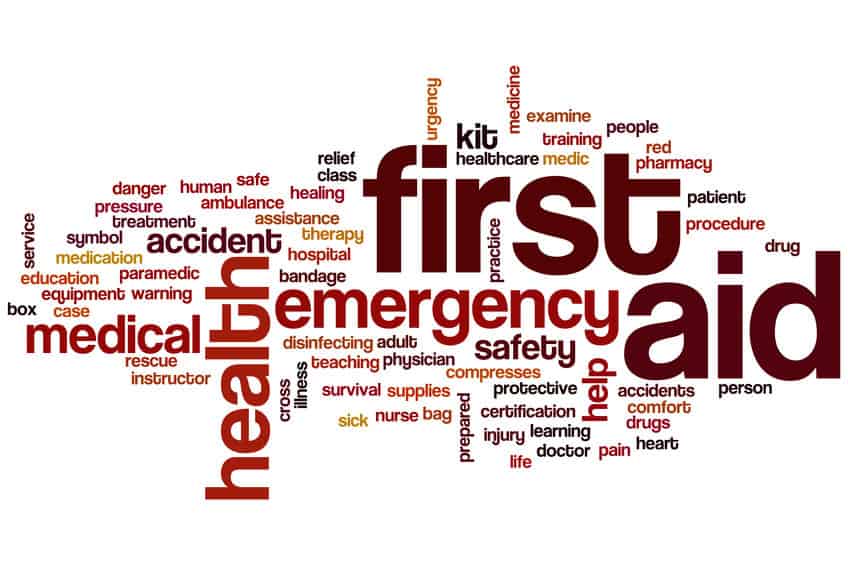 urgency
medicine
examine
kit
training
people
red
relief
healthcare
medic
pharmacy
class
first
danger
human
safe
healing
patient
pressure
ambulance
treatment
assistance
practice
procedure
service
symbol
accident
therapy
drug
medication
hospital
education
paramedic
bandage
aid
equipment
warning
health
emergency
box
case
medical
disinfecting
adult
safety
rescue
teaching
physician
instructor
compresses
help
cross
illness
survival
supplies
protective
accidents
person
prepared
certification
comfort
sick
nurse
bag
drugs
injury
learning
heart
doctor
pain
life